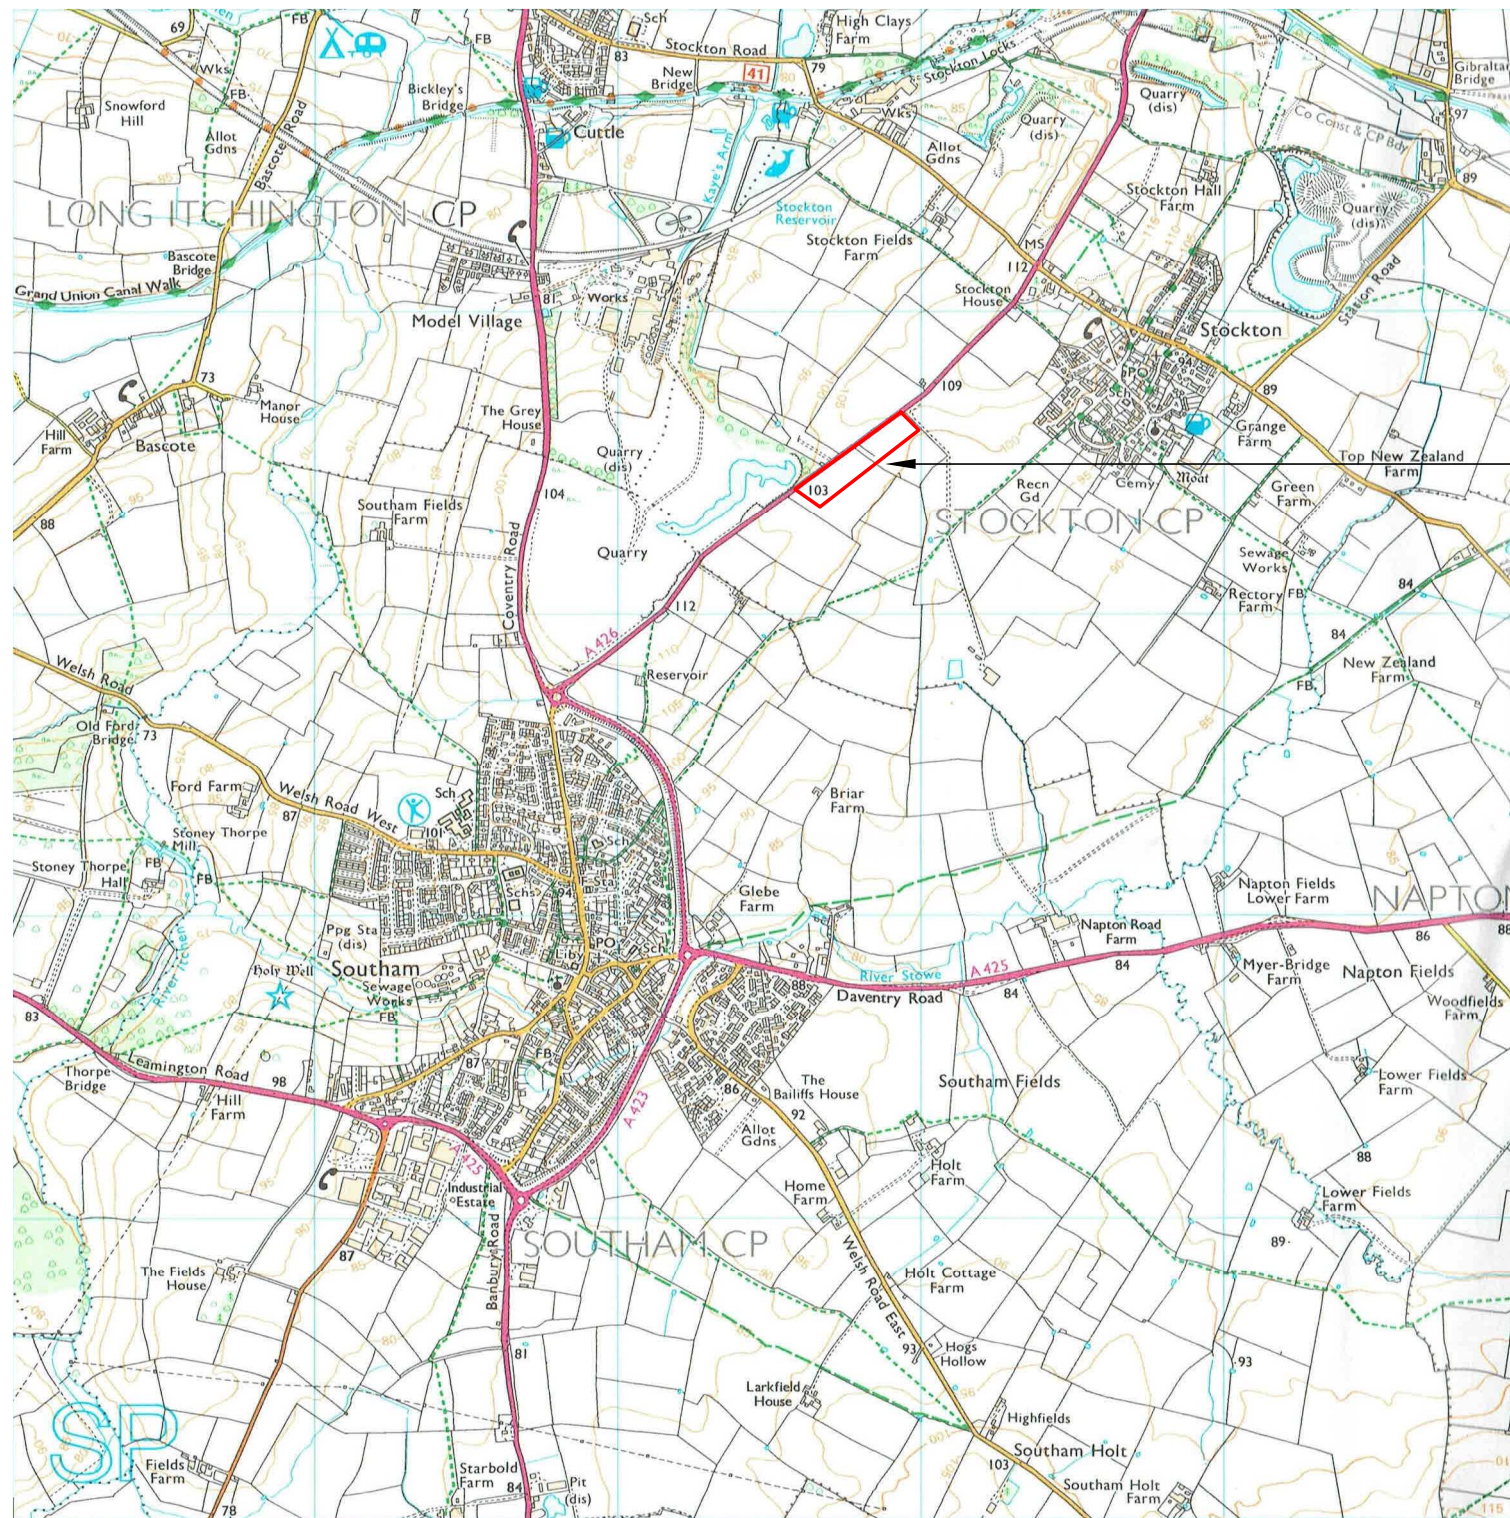 69
FB
FB
Sch
High Clays
Farm
Stockton Road
83
79
Wks
New
Bridge
41
Stockton Locks
Gibraltar
Bridge
Snowford
Hill
FB
Bickley's
Bridge
Quarry
(dis)
97
Allot
Gdns
Bascote Road
Cuttle
Wks
Quarry
(dis)
Co Const & CP Bdy
Kaye's Arm
Allot
Gdns
89
LONG ITCHINGTON CP
Stockton
Reservoir
Stockton Hall
Farm
Quarry
(dis)
Stockton Fields
Farm
MS
112
Bascote
Bridge
Grand Union Canal Walk
81
Works
Stockton
House
Station Road
Model Village
Stockton
73
PO
94
Sch
109
89
Manor
House
The Grey
House
Hill
Farm
Bascote
Grange
Farm
Quarry
(dis)
Top New Zealand
Farm
104
103
Recn
Gd
Cemy
Moat
Green
Farm
88
Southam Fields
Farm
STOCKTON CP
Quarry
Sewage
Works
Coventry Road
84
Rectory
Farm
FB
112
A 426
84
Welsh Road
New Zealand
Farm
Reservoir
FB
Old Ford
Bridge
73
Ford Farm
Sch
Briar
Farm
Welsh Road West
87
101
Stoney Thorpe
Mill
Sch
Stoney Thorpe
Hall
FB
FB
Schs
94
Sta
Glebe
Farm
Napton Fields
Lower Farm
NAPTON
Ppg Sta
(dis)
PO
Sch
Liby
Napton Road
Farm
86
88
Holy Well
Southam
River Stowe
A 425
84
Myer-Bridge
Farm
Napton Fields
Sewage
Works
88
Daventry Road
84
River Itchen
Woodfields
Farm
83
FB
Thorpe
Bridge
Leamington Road
98
87
FB
Hill
Farm
86
The
Bailiffs House
92
Southam Fields
Lower Fields
Farm
A 423
Allot
Gdns
A 425
88
Holt
Farm
Industrial
Estate
Home
Farm
Lower Fields
Farm
Banbury Road
SOUTHAM CP
87
89
The Fields
House
Welsh Road East
Holt Cottage
Farm
81
93
Hogs
Hollow
93
Larkfield
House
SP
Highfields
Southam Holt
Fields
Farm
Starbold
Farm
84
Pit
(dis)
103
Southam Holt
Farm
78
115